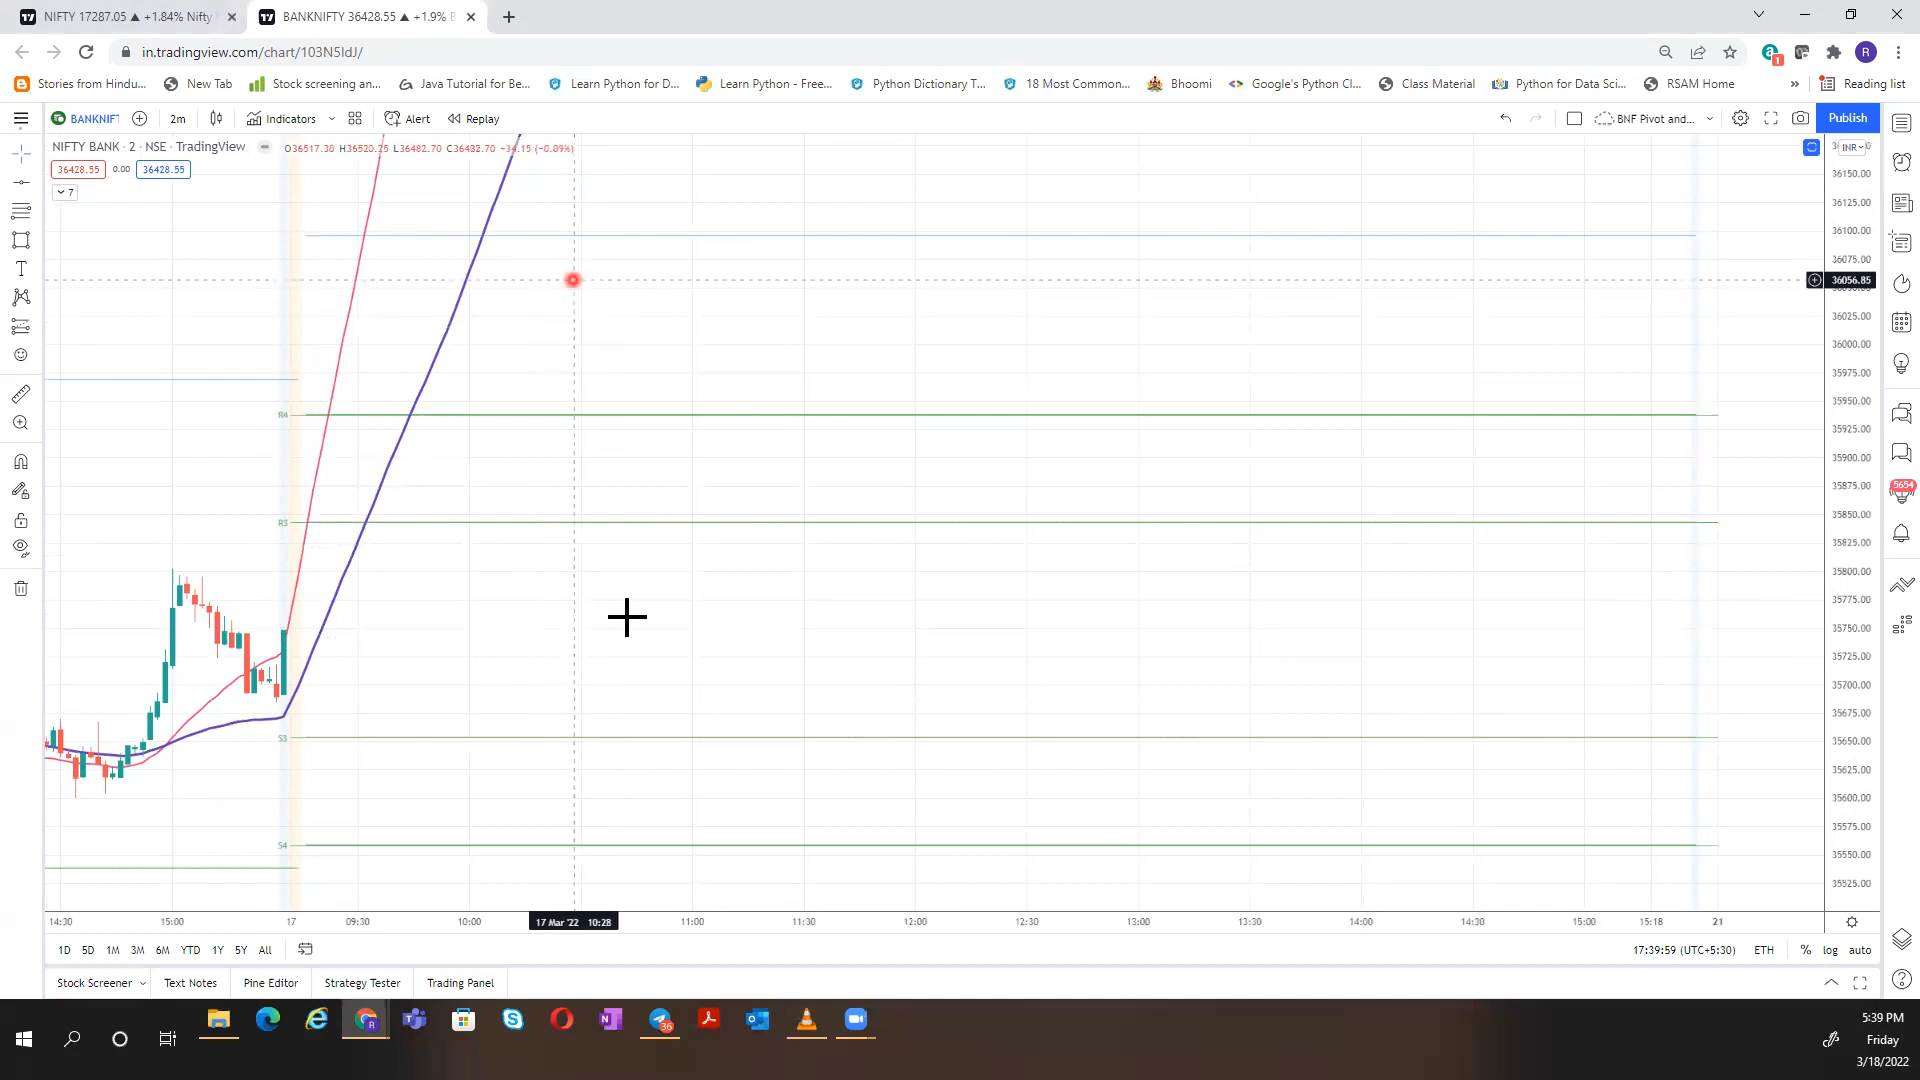 NIFTY 17287.05 ▲ +1.84% Nifty
BANKNIFTY 36428.55 ▲ +1.9% B
in.tradingview.com/chart/103N5IdJ/
R
1
Stories from Hindu...
New Tab
Stock screening an...
Java Tutorial for Be...
Learn Python for D...
Learn Python - Free...
Python Dictionary T...
18 Most Common...
Bhoomi
Google's Python Cl...
Class Material
Python for Data Sci...
RSAM Home
»
Reading list
BANKNIFT
2m
Indicators
Alert
Replay
BNF Pivot and...
Publish
NIFTY BANK · 2 · NSE · TradingView
O36517.30 H36520.25 L36482.70 C36482.70 −34.15 (−0.09%)
INR
36428.55
0.00
36428.55
7
36150.00
36125.00
36100.00
36075.00
36056.85
36025.00
36000.00
35975.00
35950.00
35925.00
35900.00
35875.00
35850.00
35825.00
35800.00
35775.00
35750.00
35725.00
35700.00
35675.00
35650.00
35625.00
35600.00
35575.00
35550.00
35525.00
R4
R3
S3
S4
5654
14:30
15:00
17
09:30
10:00
17 Mar '22 10:28
11:00
11:30
12:00
12:30
13:00
13:30
14:00
14:30
15:00
15:18
21
1D
5D
1M
3M
6M
YTD
1Y
5Y
All
17:39:59 (UTC+5:30)
ETH
%
log
auto
Stock Screener
Text Notes
Pine Editor
Strategy Tester
Trading Panel
36
5:39 PM
Friday
3/18/2022